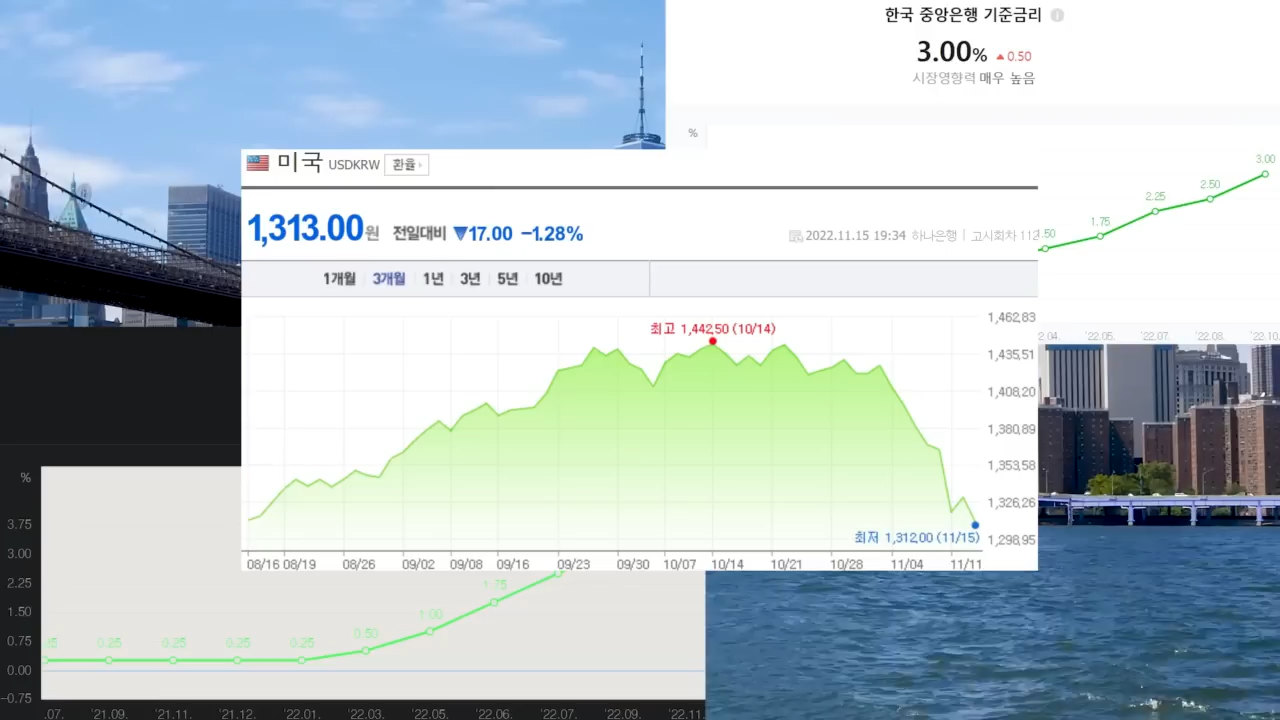 한국 중앙은행 기준금리
3.00% ▲0.50
시장영향력 매우 높음
%
3.00
2.50
2.25
1.75
.50
2.04. '22.05. '22.07. '22.08. '22.10.
미국 USDKRW 환율
1,313.00원 전일대비 ▼17.00 -1.28%
2022.11.15 19:34 하나은행 고시회차 112
1개월 3개월 1년 3년 5년 10년
최고 1,442.50 (10/14)
1,462.83
1,435.51
1,408.20
1,380.89
1,353.58
1,326.26
1,298.95
최저 1,312.00 (11/15)
08/16 08/19 08/26 09/02 09/08 09/16 09/23 09/30 10/07 10/14 10/21 10/28 11/04 11/11
%
3.75
3.00
2.25
1.50
0.75
0.00
-0.75
1.75
1.00
0.50
0.25 0.25 0.25 0.25
.07. '21.09. '21.11. '21.12. '22.01. '22.03. '22.05. '22.06. '22.07. '22.09. '22.11.